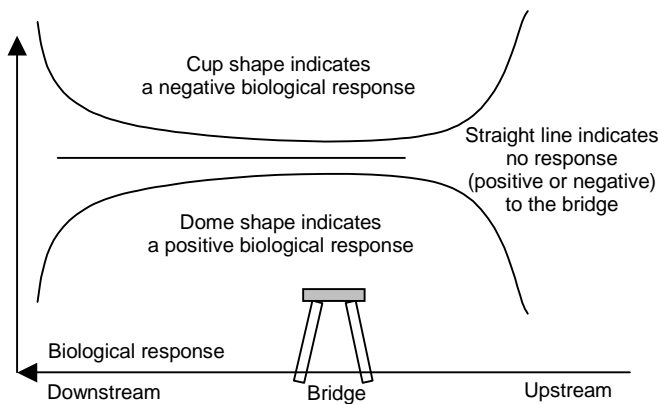 Cup shape indicates
a negative biological response
Straight line indicates
no response
(positive or negative)
to the bridge
Dome shape indicates
a positive biological response
Biological response
Downstream
Bridge
Upstream